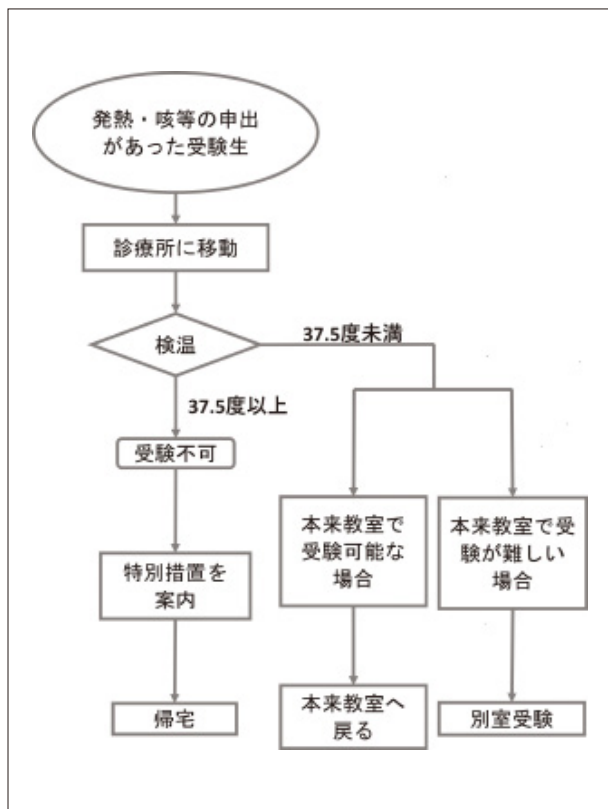 発熱・咳等の申出
があった受験生
診療所に移動
検温
37.5度未満
37.5度以上
受験不可
本来教室で
受験可能な
場合
本来教室で受
験が難しい
場合
特別措置を
案内
帰宅
本来教室へ
戻る
別室受験